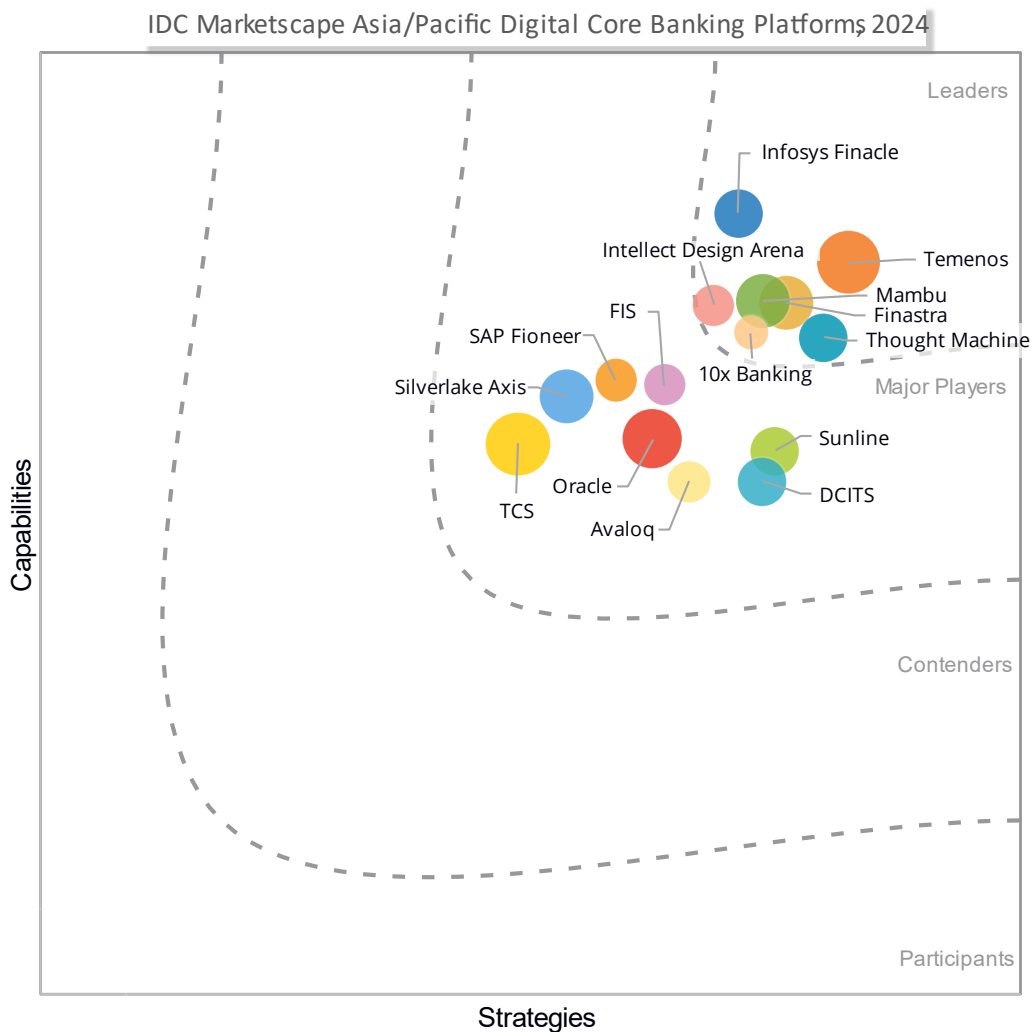 IDC Marketscape Asia/Pacific Digital Core Banking Platforms, 2024
Leaders
Infosys Finacle
Intellect Design Arena
Temenos
Mambu
FIS
Finastra
SAP Fioneer
Thought Machine
10x Banking
Silverlake Axis
Major Players
Sunline
Oracle
DCITS
TCS
Avaloq
Capabilities
Contenders
Participants
Strategies